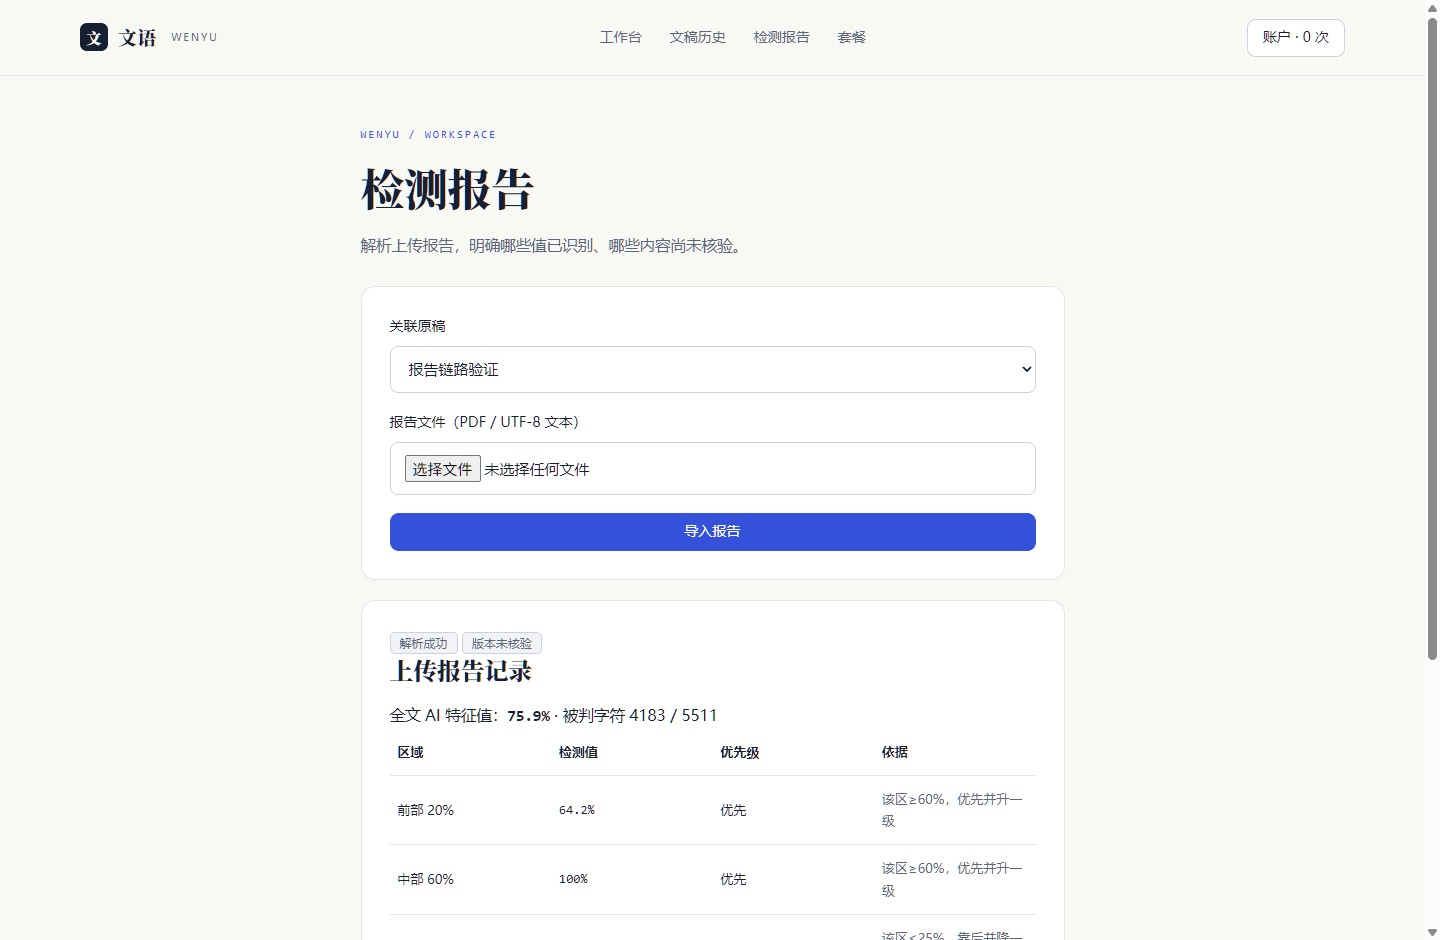 文 文语 WENYU 工作台 文稿历史 检测报告 套餐 账户 · 0 次
WENYU / WORKSPACE
检测报告
解析上传报告，明确哪些值已识别、哪些内容尚未核验。
关联原稿
报告链路验证
报告文件（PDF / UTF-8 文本）
选择文件 未选择任何文件
导入报告
解析成功 版本未核验
上传报告记录
全文 AI 特征值：75.9% · 被判字符 4183 / 5511
区域 检测值 优先级 依据
前部 20% 64.2% 优先 该区≥60%，优先并升一
级
中部 60% 100% 优先 该区≥60%，优先并升一
级
该区<25%，靠后并降一